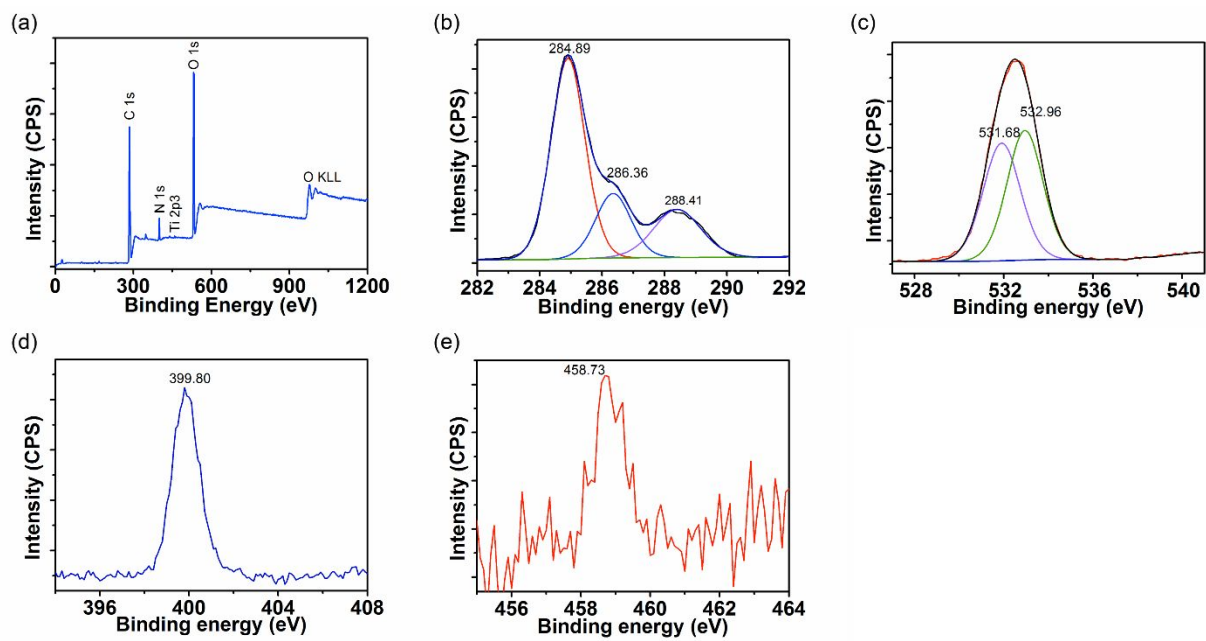 (a)
Intensity (CPS)
C 1s
N 1s
Ti 2p3
O 1s
O KLL
0 300 600 900 1200
Binding Energy (eV)
(b)
Intensity (CPS)
284.89
286.36
288.41
282 284 286 288 290 292
Binding energy (eV)
(c)
Intensity (CPS)
531.68
532.96
528 532 536 540
Binding energy (eV)
(d)
Intensity (CPS)
399.80
396 400 404 408
Binding energy (eV)
(e)
Intensity (CPS)
458.73
456 458 460 462 464
Binding energy (eV)